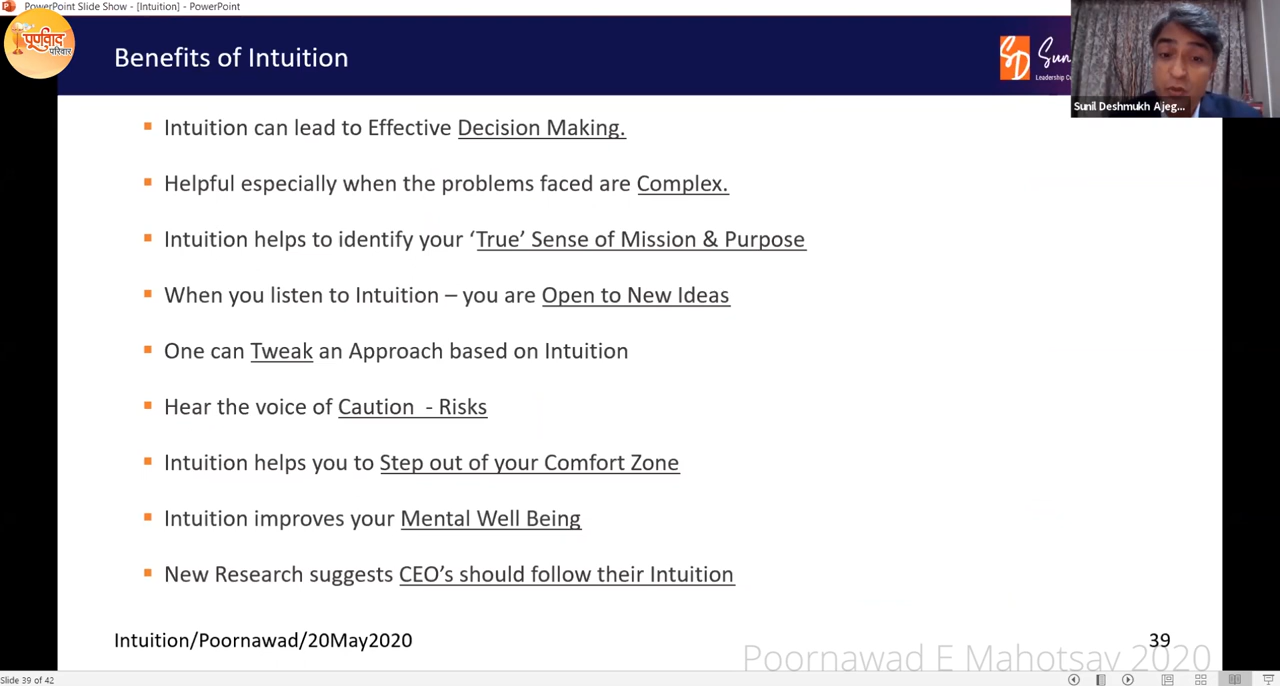 PowerPoint Slide Show - [Intuition] - PowerPoint
पूर्णवाद
परिवार
Benefits of Intuition
SD
Sun
Leadership C
Sunil Deshmukh Ajeg...
Intuition can lead to Effective Decision Making.
Helpful especially when the problems faced are Complex.
Intuition helps to identify your ‘True’ Sense of Mission & Purpose
When you listen to Intuition – you are Open to New Ideas
One can Tweak an Approach based on Intuition
Hear the voice of Caution - Risks
Intuition helps you to Step out of your Comfort Zone
Intuition improves your Mental Well Being
New Research suggests CEO’s should follow their Intuition
Intuition/Poornawad/20May2020
39
Poornawad E Mahotsav 2020
Slide 39 of 42